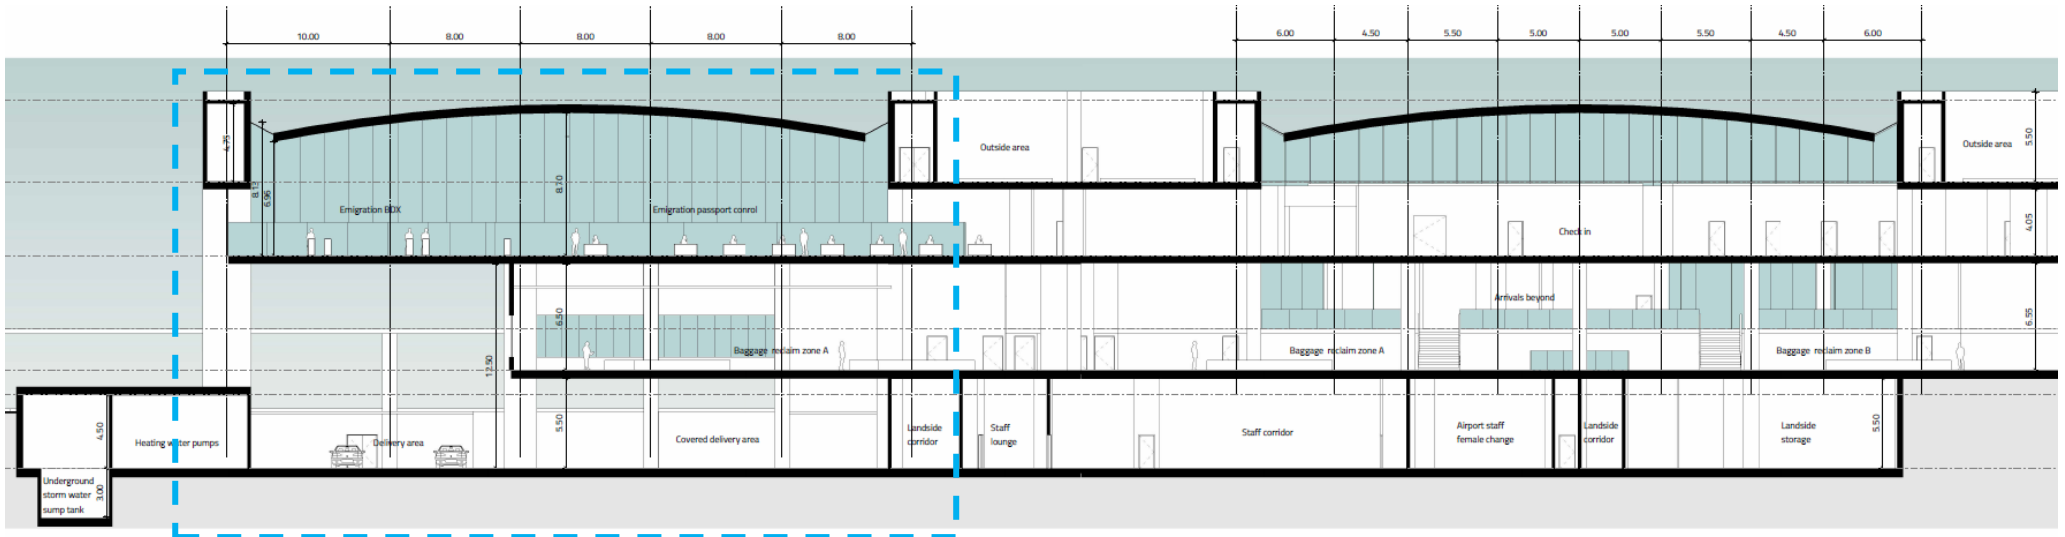 10.00 8.00 8.00 8.00 8.00 6.00 4.50 5.50 5.00 5.00 5.50 4.50 6.00
4.75
8.13
6.96
8.70
Outside area
Outside area
5.50
Emigration BOX
Emigration passport conrol
Check in
4.05
6.50
12.50
Arrivals beyond
6.55
Baggage reclaim zone A
Baggage reclaim zone A
Baggage reclaim zone B
4.50
Heating water pumps
Delivery area
5.50
Covered delivery area
Landside
corridor
Staff
lounge
Staff corridor
Airport staff
female change
Landside
corridor
Landside
storage
5.50
Underground
storm water
sump tank
3.00